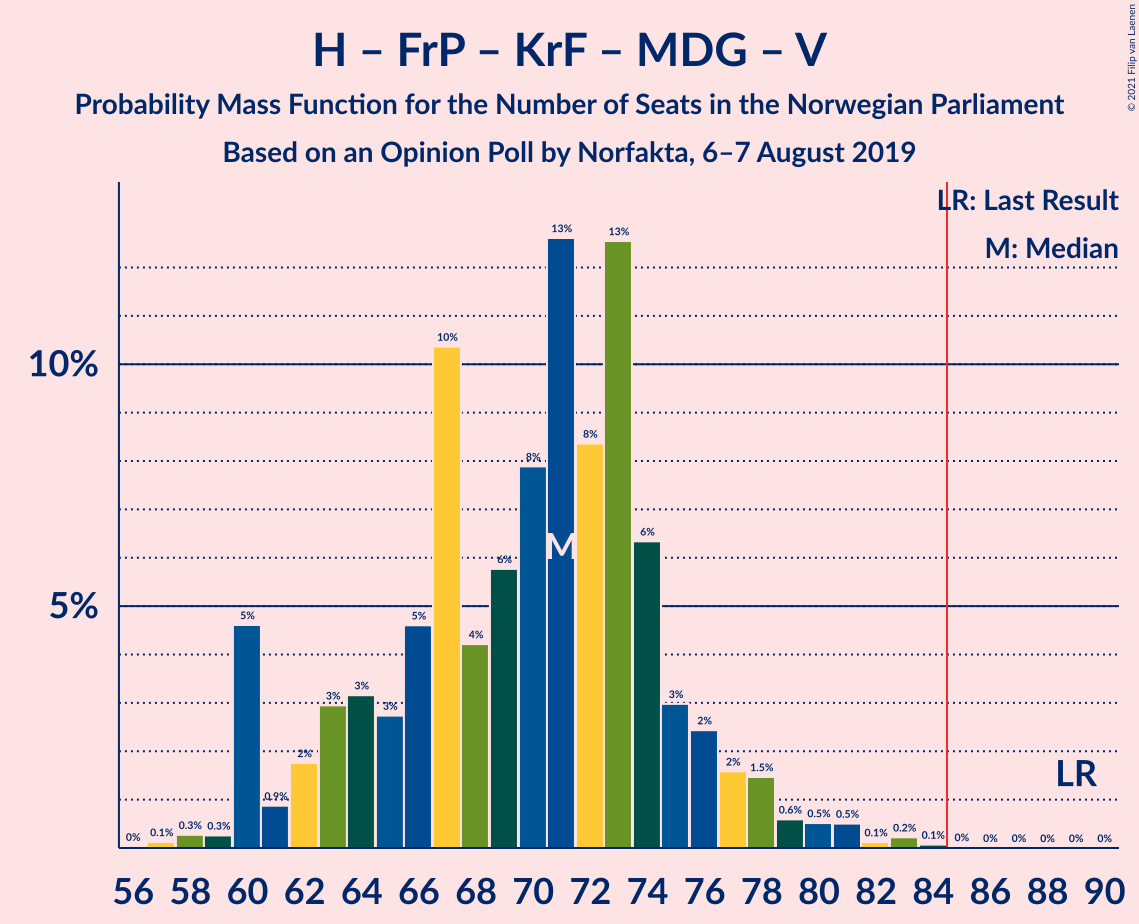 H – FrP – KrF – MDG – V
Probability Mass Function for the Number of Seats in the Norwegian Parliament
Based on an Opinion Poll by Norfakta, 6–7 August 2019
© 2021 Filip van Laenen
LR: Last Result
M: Median
10%
5%
0% 0.1% 0.3% 0.3% 5% 0.9% 2% 3% 3% 3% 5% 10% 4% 6% 8% 13% 8% 13% 6% 3% 2% 2% 1.5% 0.6% 0.5% 0.5% 0.1% 0.2% 0.1% 0% 0% 0% 0% 0% 0%
M
LR
56 58 60 62 64 66 68 70 72 74 76 78 80 82 84 86 88 90